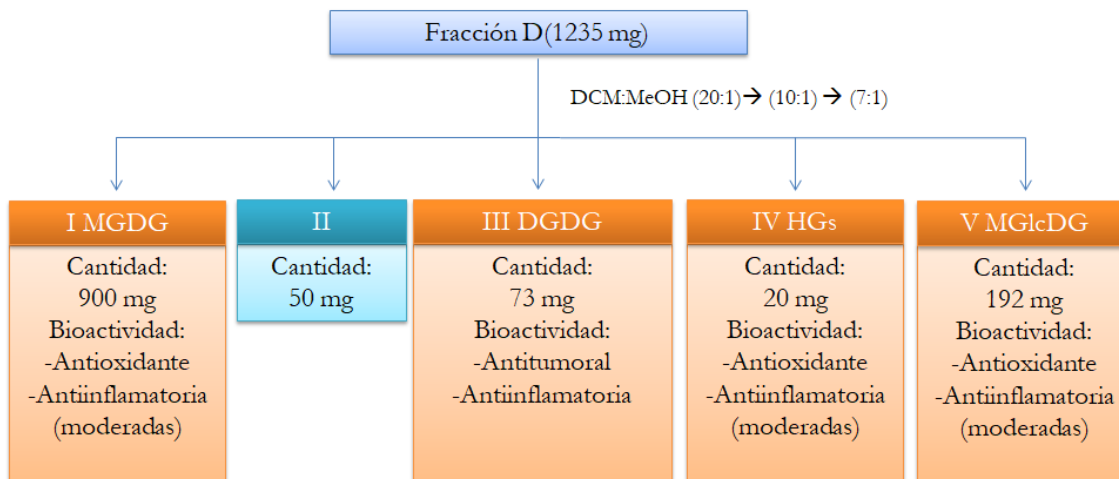 Fracción D(1235 mg)
DCM:MeOH (20:1)→ (10:1) → (7:1)
I MGDG
Cantidad:
900 mg
Bioactividad:
-Antioxidante
-Antiinflamatoria
(moderadas)
II
Cantidad:
50 mg
III DGDG
Cantidad:
73 mg
Bioactividad:
-Antitumoral
-Antiinflamatoria
IV HGs
Cantidad:
20 mg
Bioactividad:
-Antioxidante
-Antiinflamatoria
(moderadas)
V MGlcDG
Cantidad:
192 mg
Bioactividad:
-Antioxidante
-Antiinflamatoria
(moderadas)